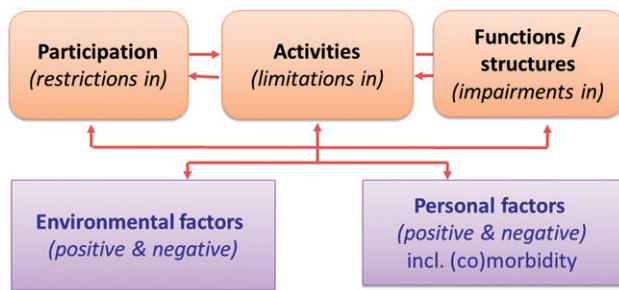 Participation
(restrictions in)
Activities
(limitations in)
Functions /
structures
(impairments in)
Environmental factors
(positive & negative)
Personal factors
(positive & negative)
incl. (co)morbidity